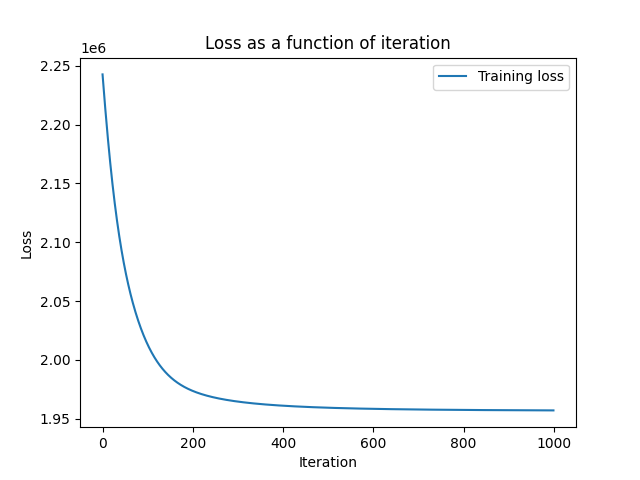 Loss as a function of iteration
1e6
Training loss
2.25
2.20
2.15
2.10
2.05
2.00
1.95
Loss
0 200 400 600 800 1000
Iteration